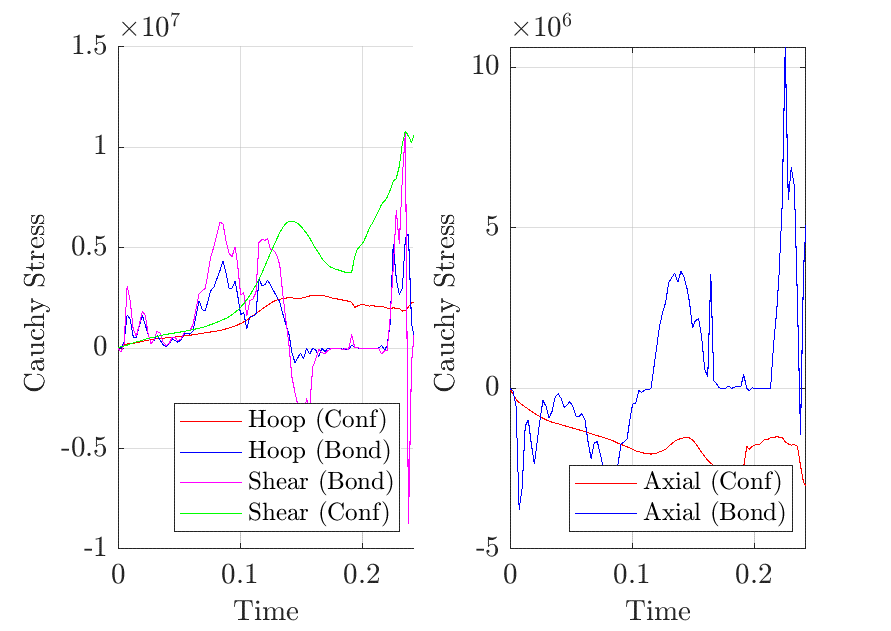 ×10^7
1.5
1
0.5
0
-0.5
-1
0
0.1
0.2
Time
Cauchy Stress
Hoop (Conf)
Hoop (Bond)
Shear (Bond)
Shear (Conf)
×10^6
10
5
0
-5
0
0.1
0.2
Time
Cauchy Stress
Axial (Conf)
Axial (Bond)